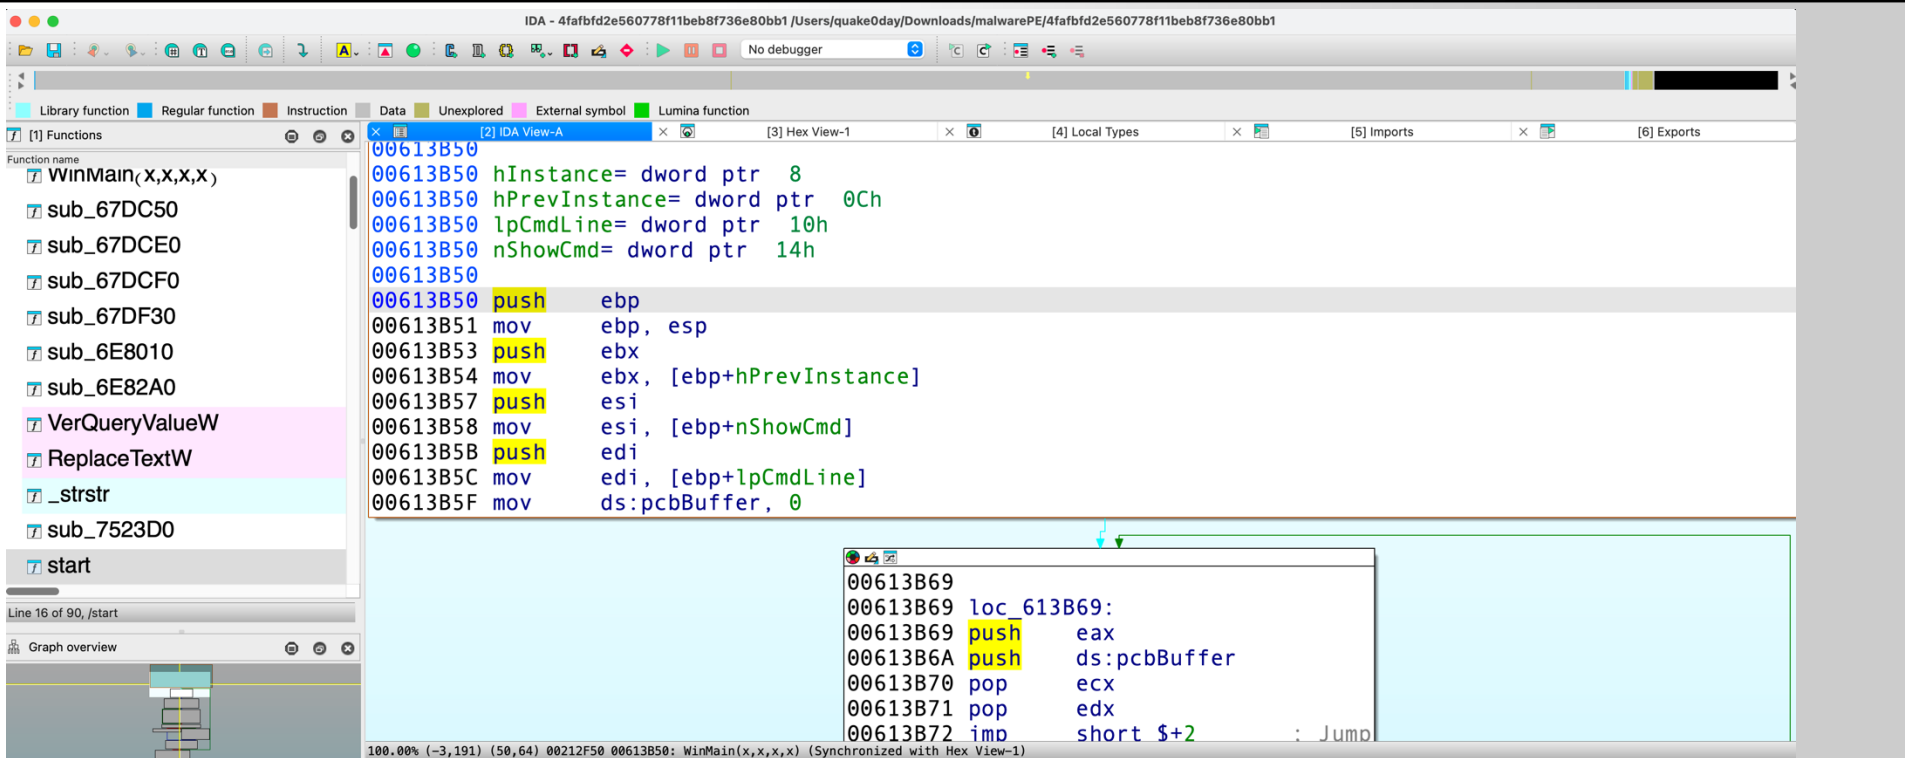 IDA - 4fafbfd2e560778f11beb8f736e80bb1 /Users/quake0day/Downloads/malwarePE/4fafbfd2e560778f11beb8f736e80bb1
No debugger
Library function Regular function Instruction Data Unexplored External symbol Lumina function
[1] Functions
[2] IDA View-A [3] Hex View-1 [4] Local Types [5] Imports [6] Exports
Function name
WinMain(x,x,x,x)
sub_67DC50
sub_67DCE0
sub_67DCF0
sub_67DF30
sub_6E8010
sub_6E82A0
VerQueryValueW
ReplaceTextW
_strstr
sub_7523D0
start
Line 16 of 90, /start
Graph overview
00613B50
00613B50 hInstance= dword ptr  8
00613B50 hPrevInstance= dword ptr  0Ch
00613B50 lpCmdLine= dword ptr  10h
00613B50 nShowCmd= dword ptr  14h
00613B50
00613B50 push ebp
00613B51 mov ebp, esp
00613B53 push ebx
00613B54 mov ebx, [ebp+hPrevInstance]
00613B57 push esi
00613B58 mov esi, [ebp+nShowCmd]
00613B5B push edi
00613B5C mov edi, [ebp+lpCmdLine]
00613B5F mov ds:pcbBuffer, 0
00613B69
00613B69 loc_613B69:
00613B69 push eax
00613B6A push ds:pcbBuffer
00613B70 pop ecx
00613B71 pop edx
00613B72 jmp short $+2 ; Jump
100.00% (-3,191) (50,64) 00212F50 00613B50: WinMain(x,x,x,x) (Synchronized with Hex View-1)